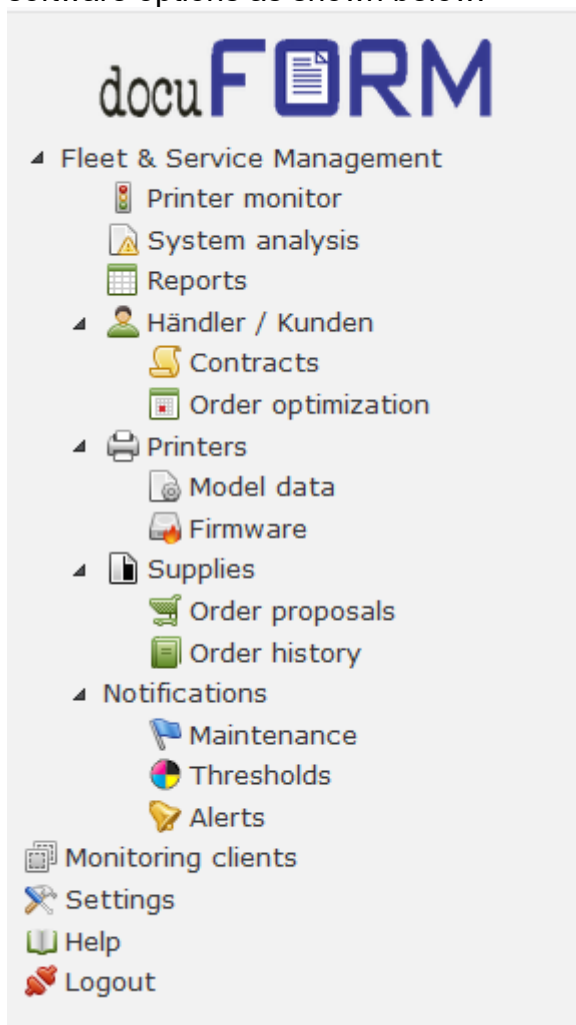 docuFORM
Fleet & Service Management
Printer monitor
System analysis
Reports
Händler / Kunden
Contracts
Order optimization
Printers
Model data
Firmware
Supplies
Order proposals
Order history
Notifications
Maintenance
Thresholds
Alerts
Monitoring clients
Settings
Help
Logout